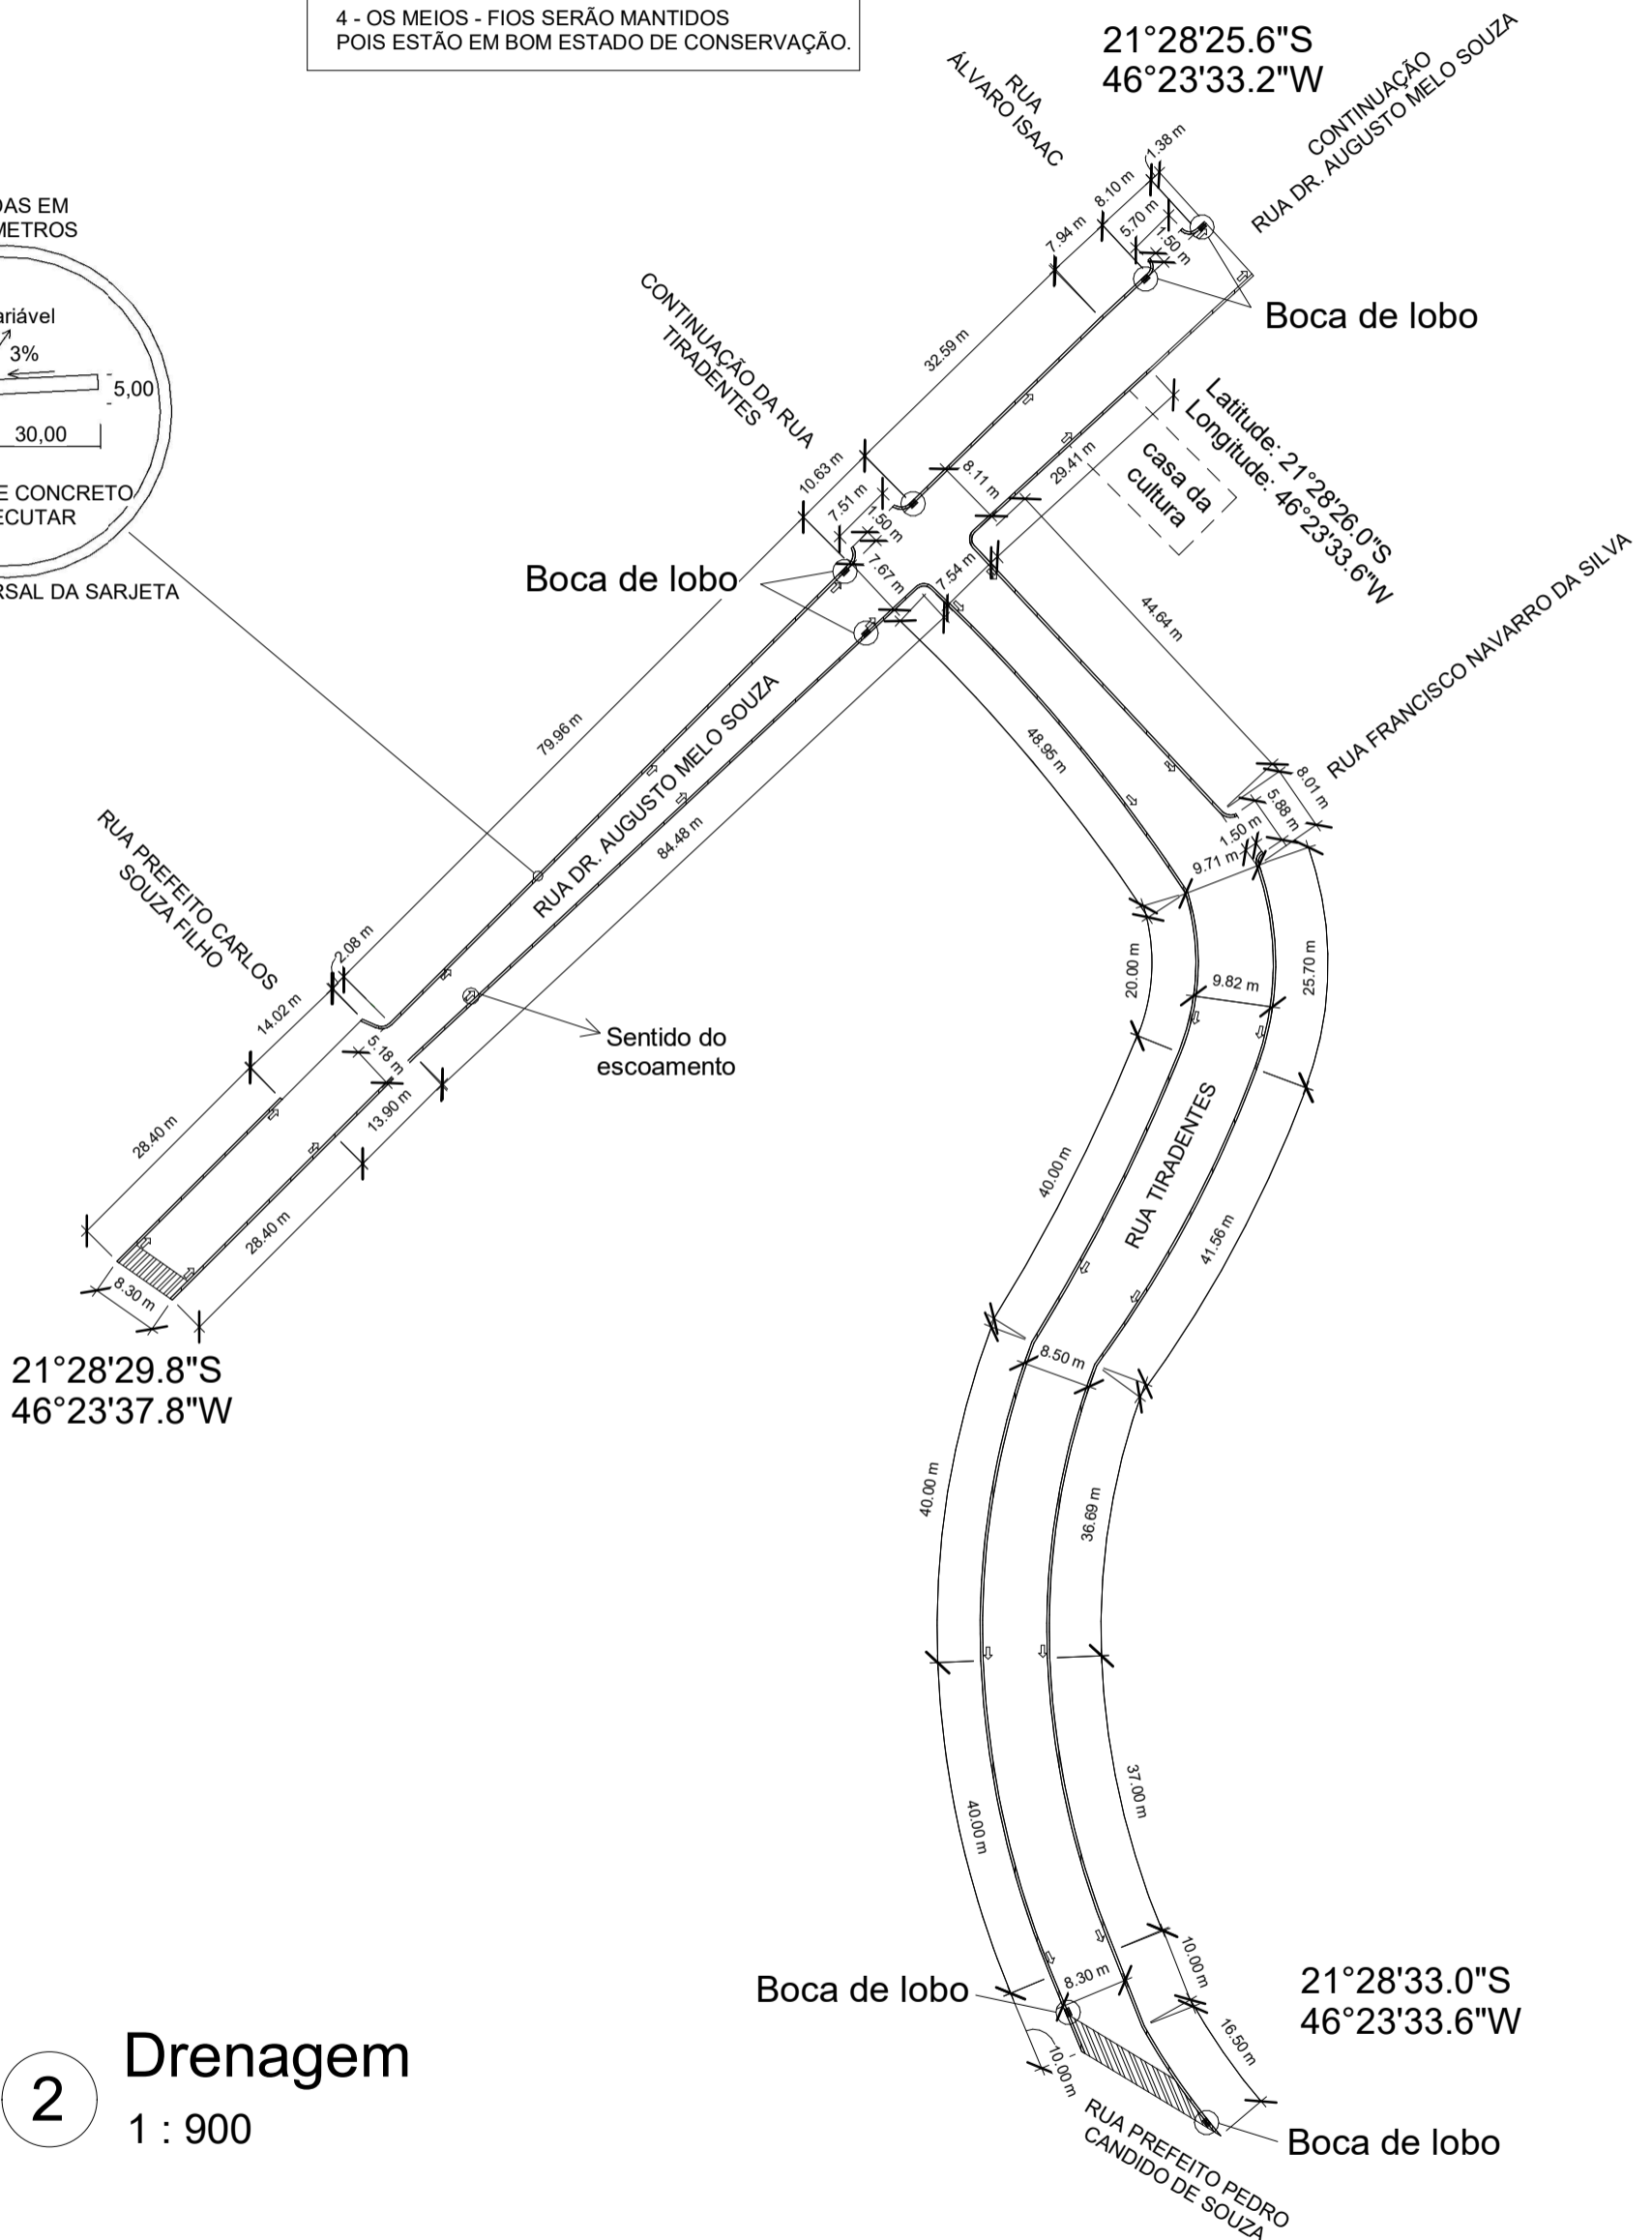 4 - OS MEIOS - FIOS SERÃO MANTIDOS
POIS ESTÃO EM BOM ESTADO DE CONSERVAÇÃO.
21°28'25.6"S
46°23'33.2"W
RUA
ÁLVARO ISAAC
CONTINUAÇÃO
RUA DR. AUGUSTO MELO SOUZA
1.38 m
8.10 m
7.94 m
5.70 m
1.50 m
Boca de lobo
DAS EM
METROS
ariável
3%
5,00
30,00
E CONCRETO
ECUTAR
RSAL DA SARJETA
CONTINUAÇÃO DA RUA
TIRADENTES
32.59 m
10.63 m
7.51 m
1.50 m
8.11 m
29.41 m
casa da
cultura
Latitude: 21°28'26.0"S
Longitude: 46°23'33.6"W
Boca de lobo
7.67 m
7.54 m
44.64 m
RUA FRANCISCO NAVARRO DA SILVA
79.96 m
RUA DR. AUGUSTO MELO SOUZA
84.48 m
48.95 m
8.01 m
5.88 m
1.50 m
9.71 m
RUA PREFEITO CARLOS
SOUZA FILHO
2.08 m
14.02 m
5.18 m
13.90 m
Sentido do
escoamento
20.00 m
9.82 m
25.70 m
28.40 m
28.40 m
8.30 m
21°28'29.8"S
46°23'37.8"W
40.00 m
RUA TIRADENTES
41.56 m
8.50 m
40.00 m
36.69 m
40.00 m
37.00 m
Boca de lobo
8.30 m
10.00 m
21°28'33.0"S
46°23'33.6"W
16.50 m
10.00 m
2
Drenagem
1 : 900
RUA PREFEITO PEDRO
CANDIDO DE SOUZA
Boca de lobo